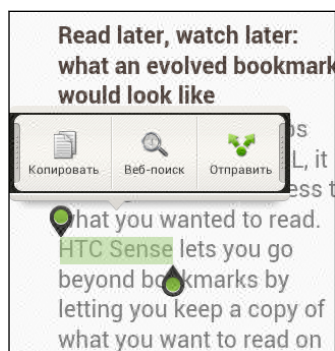 Read later, watch later:
what an evolved bookmark
would look like
Копировать Веб-поиск Отправить
L, it
what you wanted to read.
HTC Sense lets you go
beyond bookmarks by
letting you keep a copy of
what you want to read on